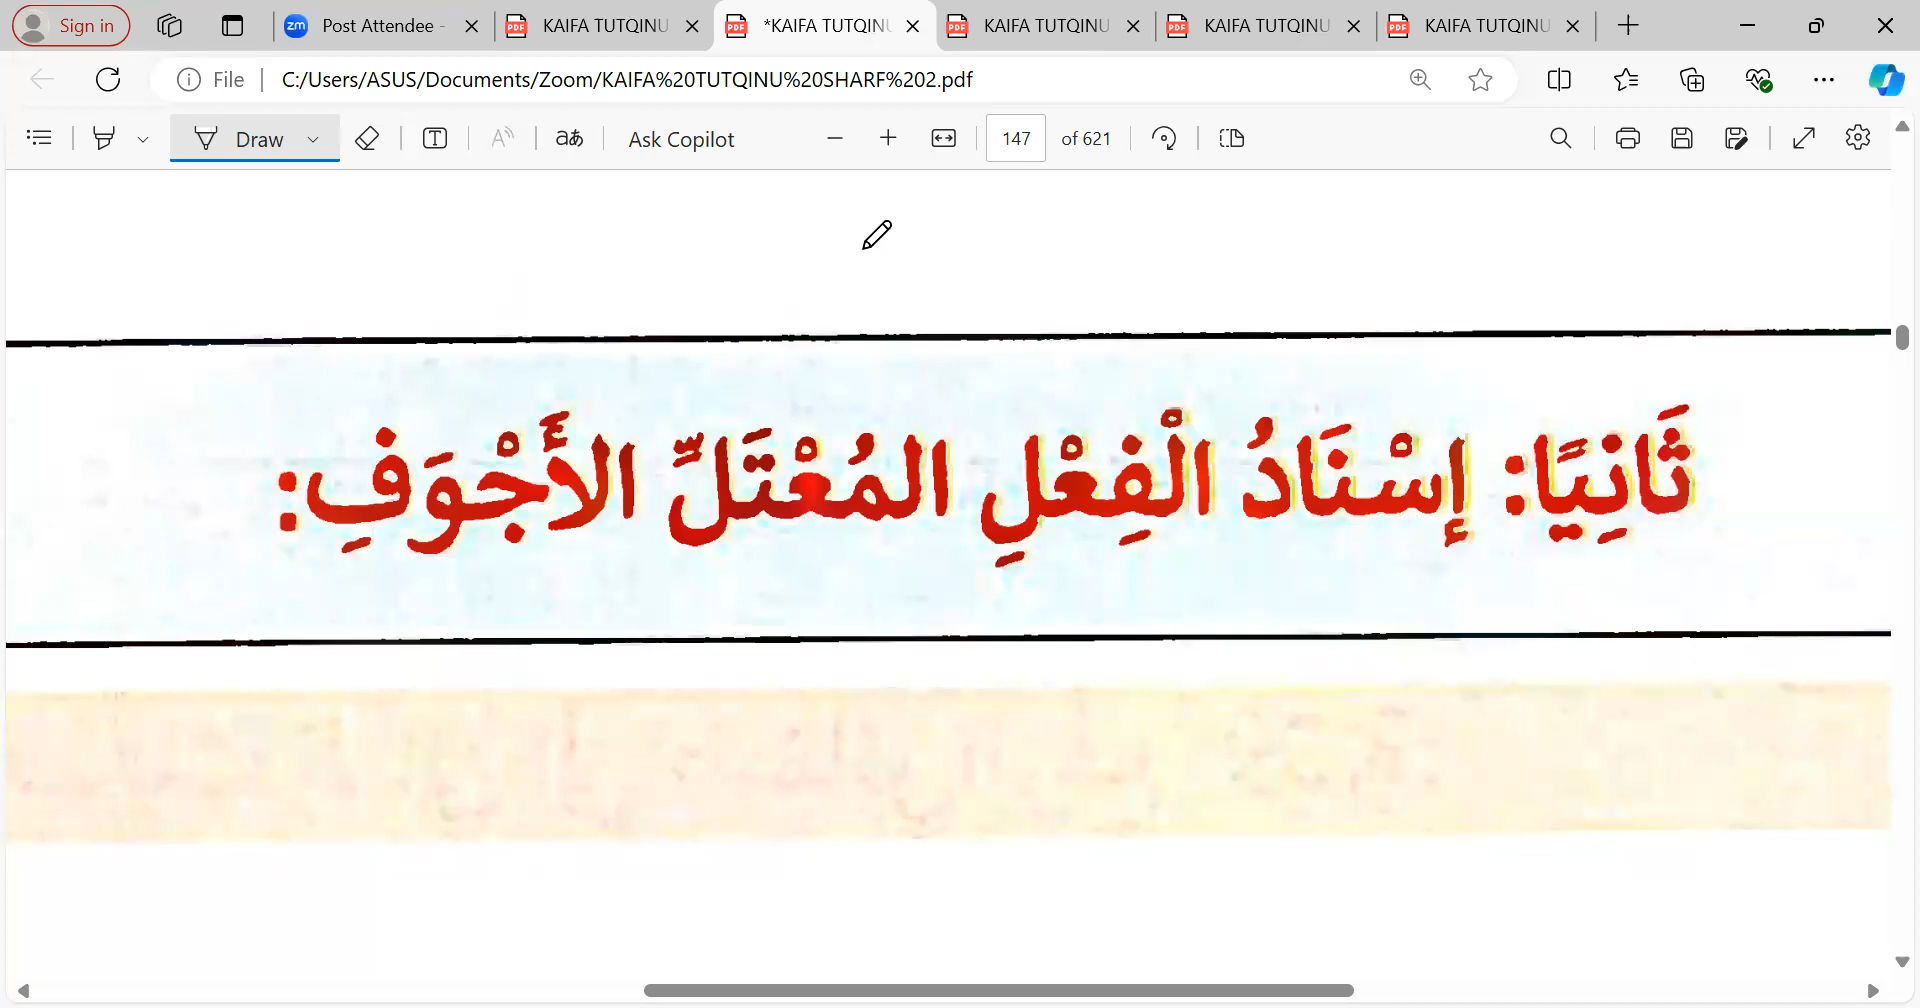 Sign in
Post Attendee -
KAIFA TUTQINU
*KAIFA TUTQINU
KAIFA TUTQINU
KAIFA TUTQINU
KAIFA TUTQINU
File
C:/Users/ASUS/Documents/Zoom/KAIFA%20TUTQINU%20SHARF%202.pdf
Draw
Ask Copilot
147 of 621
ثَانِيًا: إِسْنَادُ الْفِعْلِ المُعْتَلِّ الأَجْوَفِ: